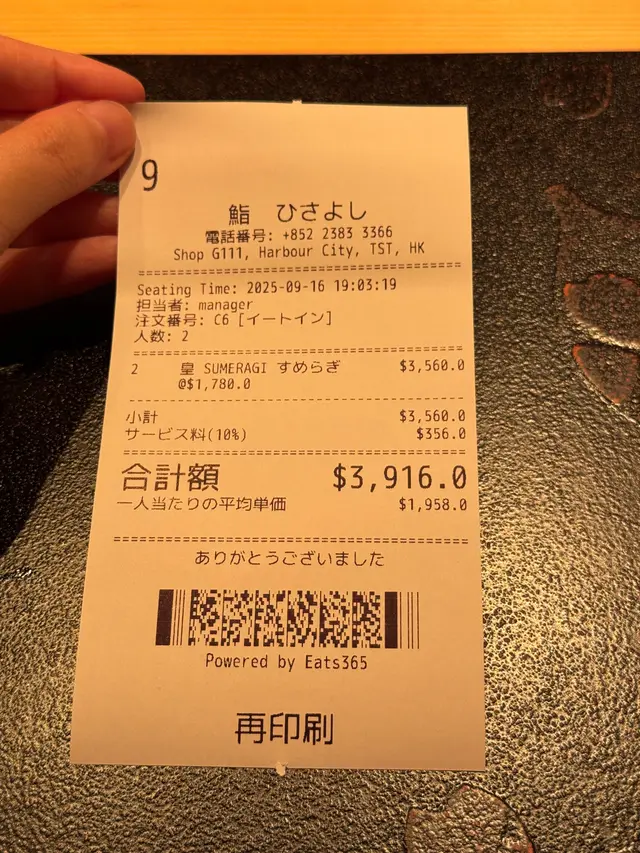 9
鮨 ひさよし
電話番号: +852 2383 3366
Shop G111, Harbour City, TST, HK
Seating Time: 2025-09-16 19:03:19
担当者: manager
注文番号: C6 [イートイン]
人数: 2
2 皇 SUMERAGI すめらぎ $3,560.0
@$1,780.0
小計 $3,560.0
サービス料(10%) $356.0
合計額 $3,916.0
一人当たりの平均単価 $1,958.0
ありがとうございました
Powered by Eats365
再印刷